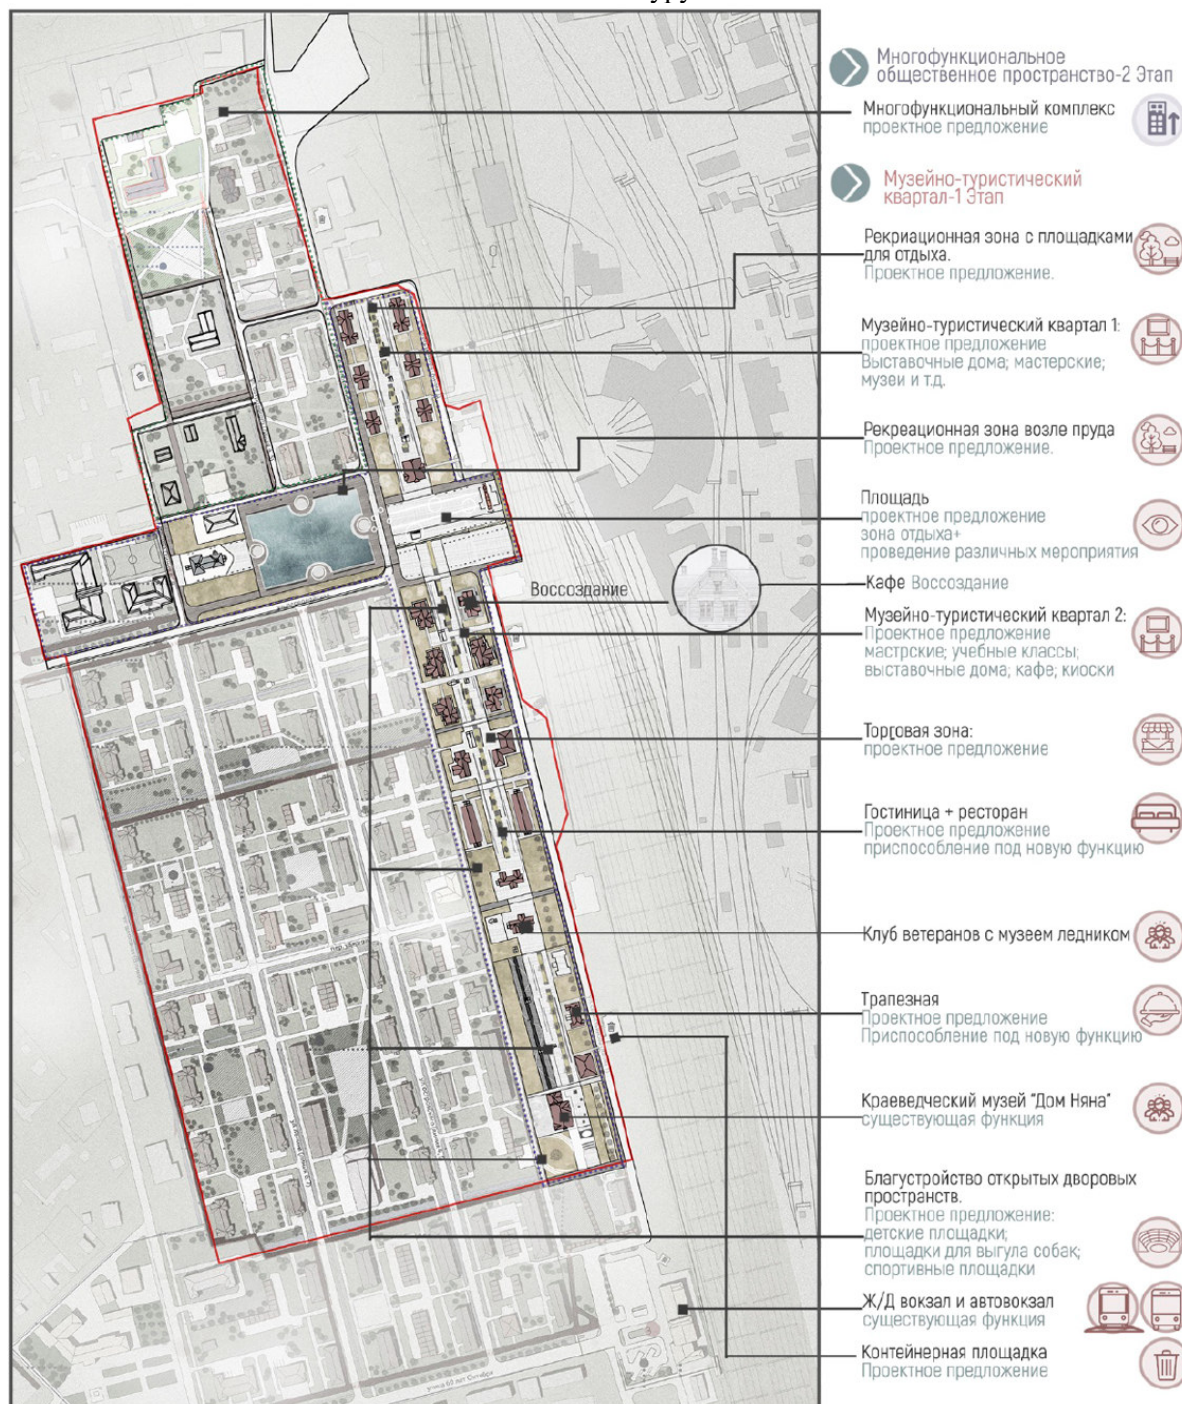 Многофункциональное
общественное пространство-2 Этап
Многофункциональный комплекс
проектное предложение
Музейно-туристический
квартал-1 Этап
Рекриационная зона с площадками
для отдыха.
Проектное предложение.
Музейно-туристический квартал 1:
проектное предложение
Выставочные дома; мастерские;
музеи и т.д.
Рекреационная зона возле пруда
Проектное предложение.
Площадь
проектное предложение
зона отдыха+
проведение различных мероприятия
Воссоздание
Кафе Воссоздание
Музейно-туристический квартал 2:
Проектное предложение
мастрские; учебные классы;
выставочные дома; кафе; киоски
Торговая зона:
проектное предложение
Гостиница + ресторан
Проектное предложение
приспособление под новую функцию
Клуб ветеранов с музеем ледником
Трапезная
Проектное предложение
Приспособление под новую функцию
Краеведческий музей "Дом Няна"
существующая функция
Благустройство открытых дворовых
пространств.
Проектное предложение:
детские площадки;
площадки для выгула собак;
спортивные площадки
Ж/Д вокзал и автовокзал
существующая функция
Контейнерная площадка
Проектное предложение
улица 60 лет Октября